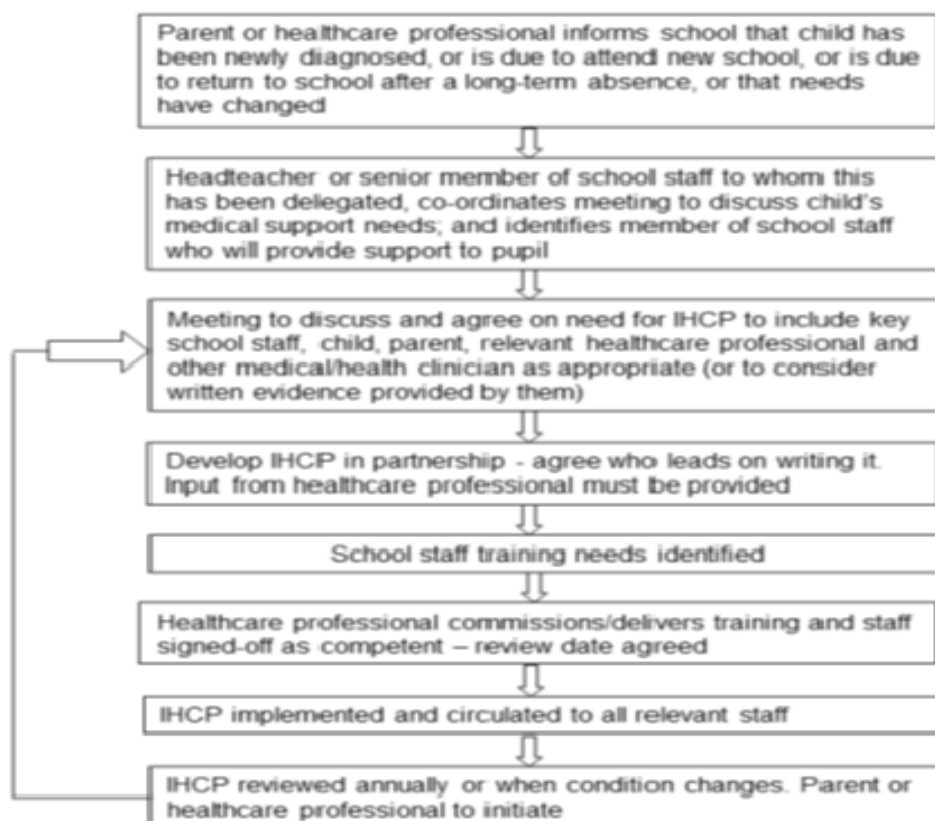 Parent or healthcare professional informs school that child has
been newly diagnosed, or is due to attend new school, or is due
to return to school after a long-term absence, or that needs
have changed
Headteacher or senior member of school staff to whom this
has been delegated, co-ordinates meeting to discuss child's
medical support needs; and identifies member of school staff
who will provide support to pupil
Meeting to discuss and agree on need for IHCP to include key
school staff, child, parent, relevant healthcare professional and
other medical/health clinician as appropriate (or to consider
written evidence provided by them)
Develop IHCP in partnership - agree who leads on writing it.
Input from healthcare professional must be provided
School staff training needs identified
Healthcare professional commissions/delivers training and staff
signed-off as competent – review date agreed
IHCP implemented and circulated to all relevant staff
IHCP reviewed annually or when condition changes. Parent or
healthcare professional to initiate